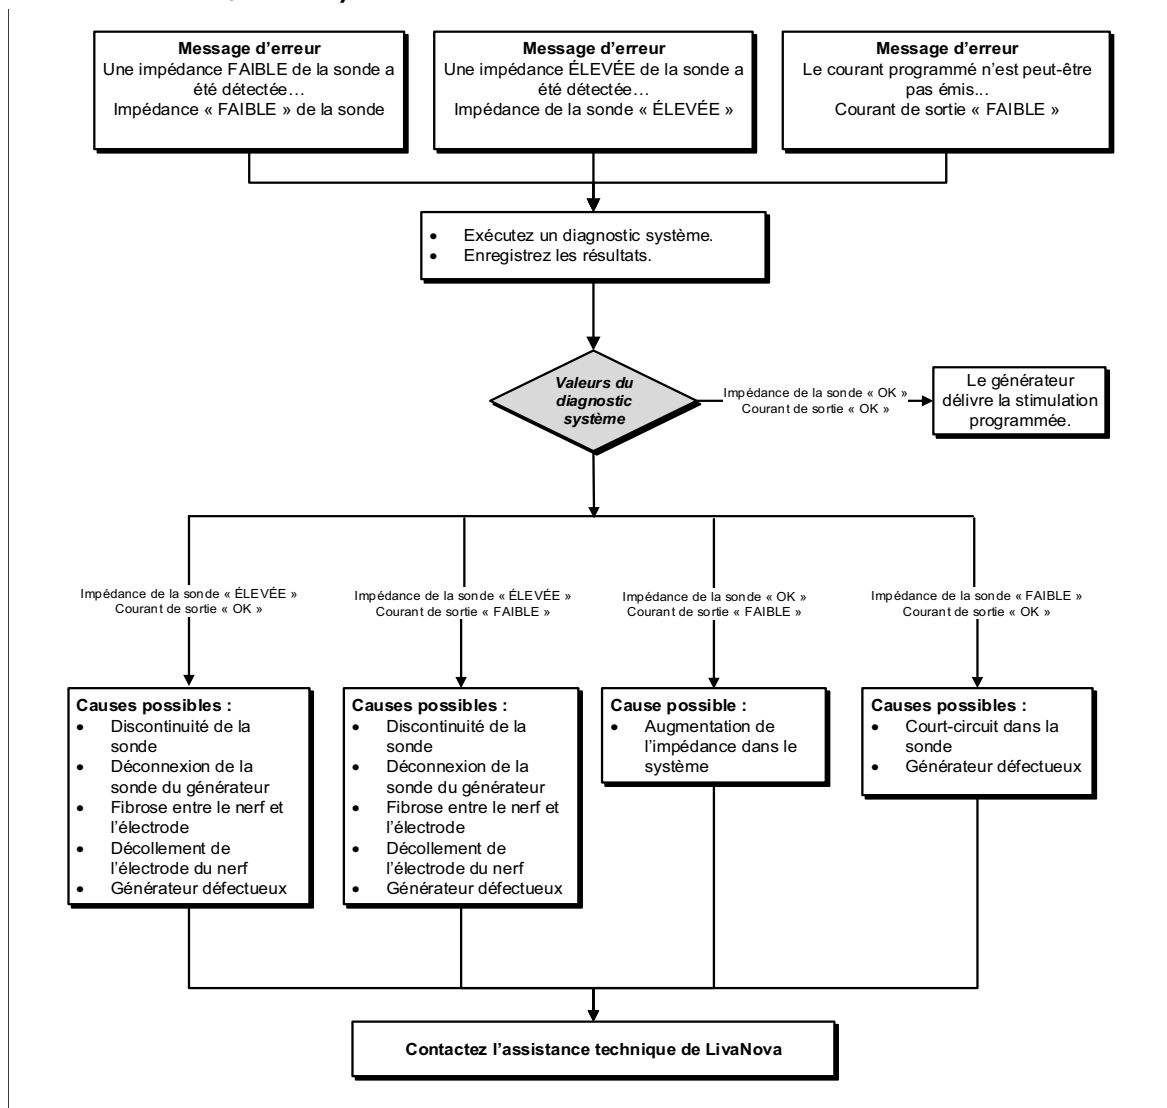 Message d’erreur
Une impédance FAIBLE de la sonde a
été détectée…
Impédance « FAIBLE » de la sonde
Message d’erreur
Une impédance ÉLEVÉE de la sonde a
été détectée…
Impédance de la sonde « ÉLEVÉE »
Message d’erreur
Le courant programmé n’est peut-être
pas émis...
Courant de sortie « FAIBLE »
• Exécutez un diagnostic système.
• Enregistrez les résultats.
Valeurs du
diagnostic
système
Impédance de la sonde « OK »
Courant de sortie « OK »
Le générateur
délivre la stimulation
programmée.
Impédance de la sonde « ÉLEVÉE »
Courant de sortie « OK »
Impédance de la sonde « ÉLEVÉE »
Courant de sortie « FAIBLE »
Impédance de la sonde « OK »
Courant de sortie « FAIBLE »
Impédance de la sonde « FAIBLE »
Courant de sortie « OK »
Causes possibles :
• Discontinuité de la
sonde
• Déconnexion de la
sonde du générateur
• Fibrose entre le nerf et
l’électrode
• Décollement de
l’électrode du nerf
• Générateur défectueux
Causes possibles :
• Discontinuité de la
sonde
• Déconnexion de la
sonde du générateur
• Fibrose entre le nerf et
l’électrode
• Décollement de
l’électrode du nerf
• Générateur défectueux
Cause possible :
• Augmentation de
l’impédance dans le
système
Causes possibles :
• Court-circuit dans la
sonde
• Générateur défectueux
Contactez l’assistance technique de LivaNova